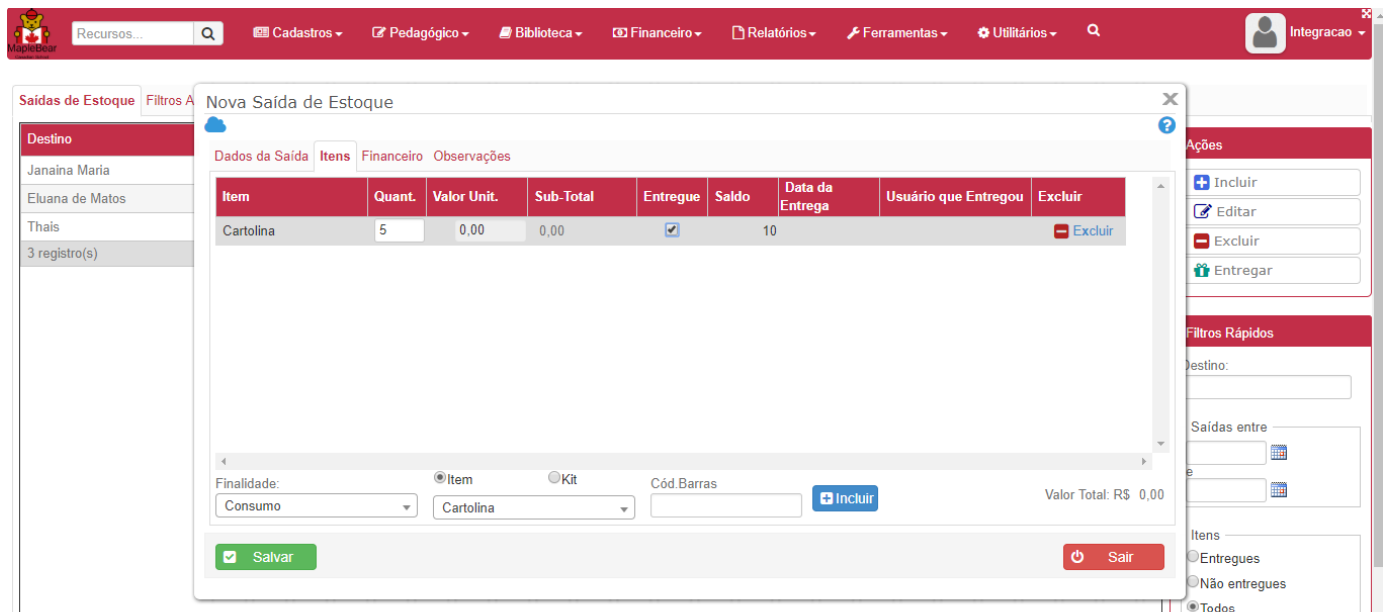 MapleBear
Recursos...
Cadastros
Pedagógico
Biblioteca
Financeiro
Relatórios
Ferramentas
Utilitários
Integracao
Saídas de Estoque
Filtros A
Destino
Janaina Maria
Eluana de Matos
Thais
3 registro(s)
Nova Saída de Estoque
X
?
Dados da Saída Itens Financeiro Observações
Item Quant. Valor Unit. Sub-Total Entregue Saldo Data da Entrega Usuário que Entregou Excluir
Cartolina 5 0,00 0,00 10 Excluir
Finalidade:
Consumo
Item
Kit
Cartolina
Cód.Barras
Incluir
Valor Total: R$ 0,00
Salvar
Sair
Ações
Incluir
Editar
Excluir
Entregar
Filtros Rápidos
Destino:
Saídas entre
e
Itens
Entregues
Não entregues
Todos